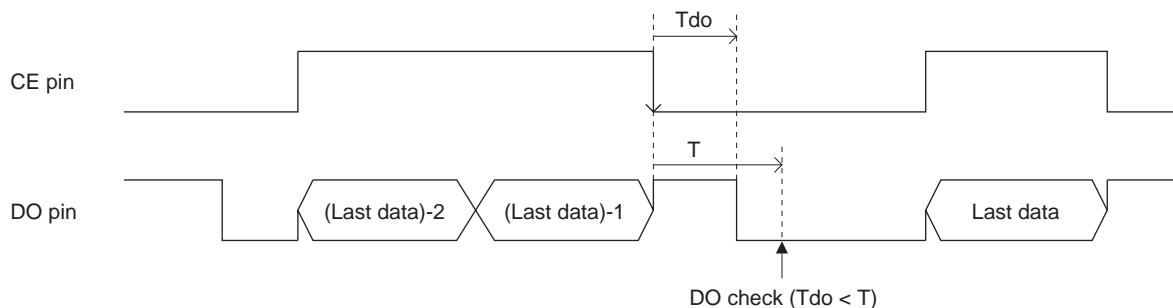 Tdo
CE pin
T
DO pin
(Last data)-2
(Last data)-1
Last data
DO check (Tdo < T)